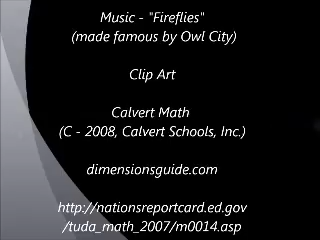 Music - "Fireflies"
(made famous by Owl City)
Clip Art
Calvert Math
(C - 2008, Calvert Schools, Inc.)
dimensionsguide.com
http://nationsreportcard.ed.gov
/tuda_math_2007/m0014.asp